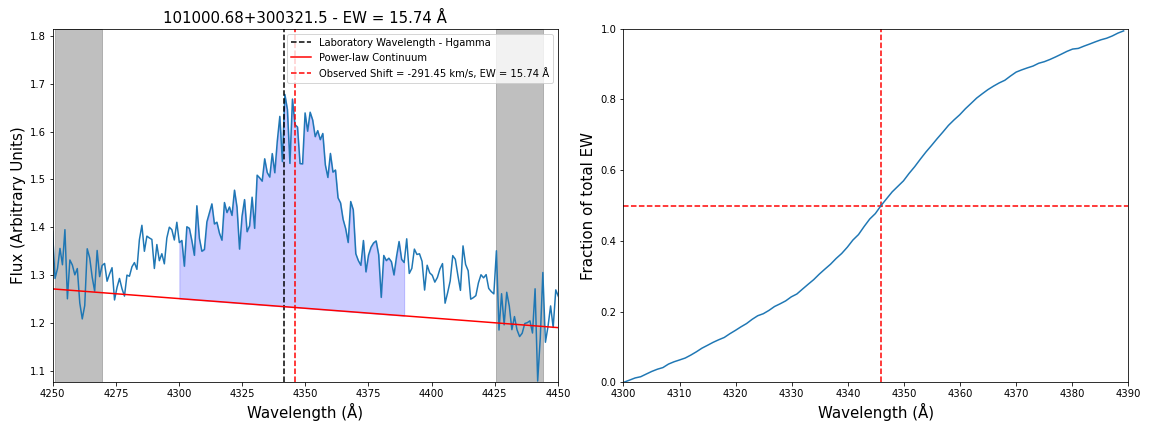 101000.68+300321.5 - EW = 15.74 Å
Laboratory Wavelength - Hgamma
Power-law Continuum
Observed Shift = -291.45 km/s, EW = 15.74 Å
Flux (Arbitrary Units)
1.8
1.7
1.6
1.5
1.4
1.3
1.2
1.1
4250 4275 4300 4325 4350 4375 4400 4425 4450
Wavelength (Å)
Fraction of total EW
1.0
0.8
0.6
0.4
0.2
0.0
4300 4310 4320 4330 4340 4350 4360 4370 4380 4390
Wavelength (Å)